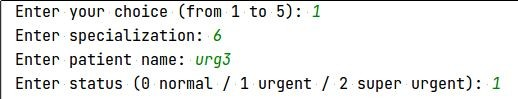 Enter your choice (from 1 to 5): 1
Enter specialization: 6
Enter patient name: urg3
Enter status (0 normal / 1 urgent / 2 super urgent): 1